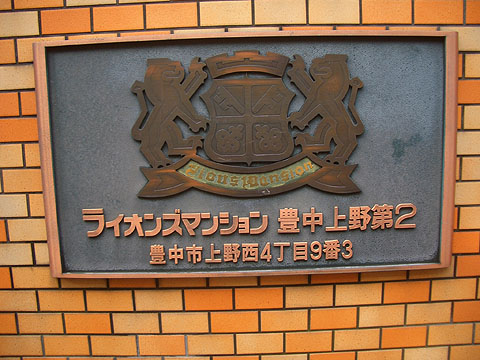 ライオンズマンション 豊中上野第2
豊中市上野西4丁目9番3